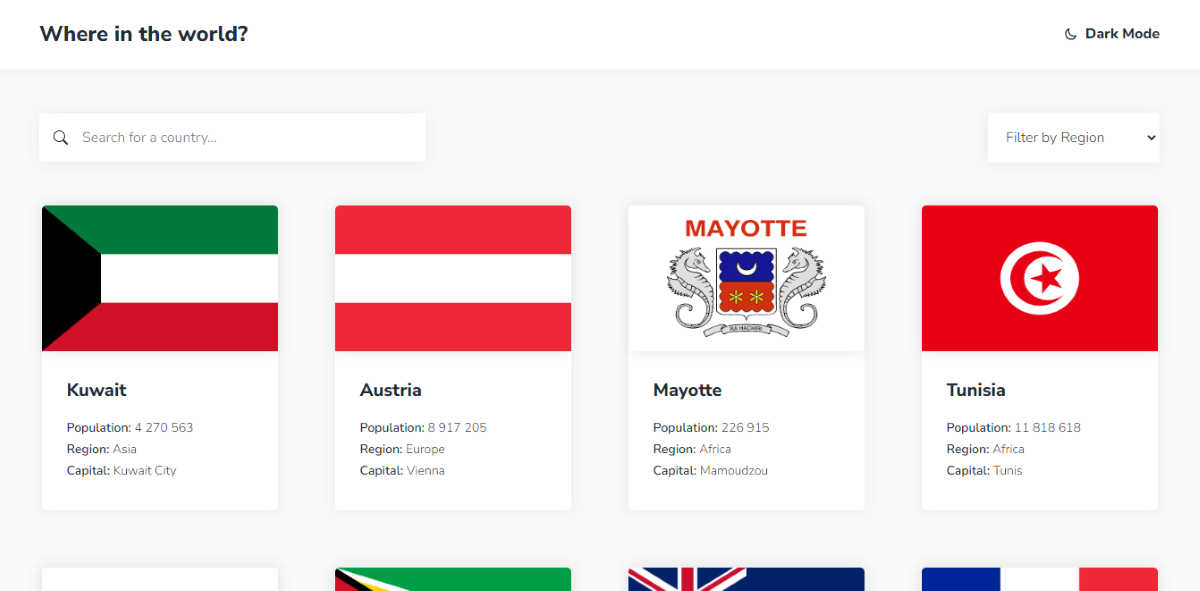 Where in the world?
Dark Mode
Search for a country...
Filter by Region
MAYOTTE
RA HACHIRI
Kuwait
Population: 4 270 563
Region: Asia
Capital: Kuwait City
Austria
Population: 8 917 205
Region: Europe
Capital: Vienna
Mayotte
Population: 226 915
Region: Africa
Capital: Mamoudzou
Tunisia
Population: 11 818 618
Region: Africa
Capital: Tunis